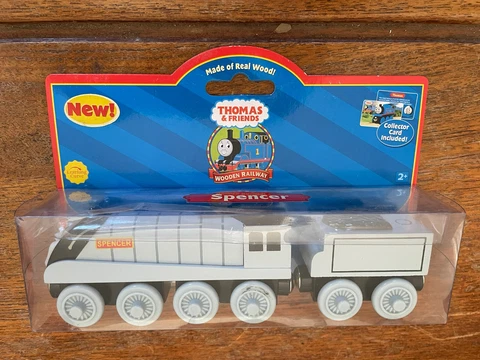 Made of Real Wood!
New!
THOMAS
& FRIENDS
WOODEN RAILWAY
Collector
Card
Included!
2+
Spencer
SPENCER